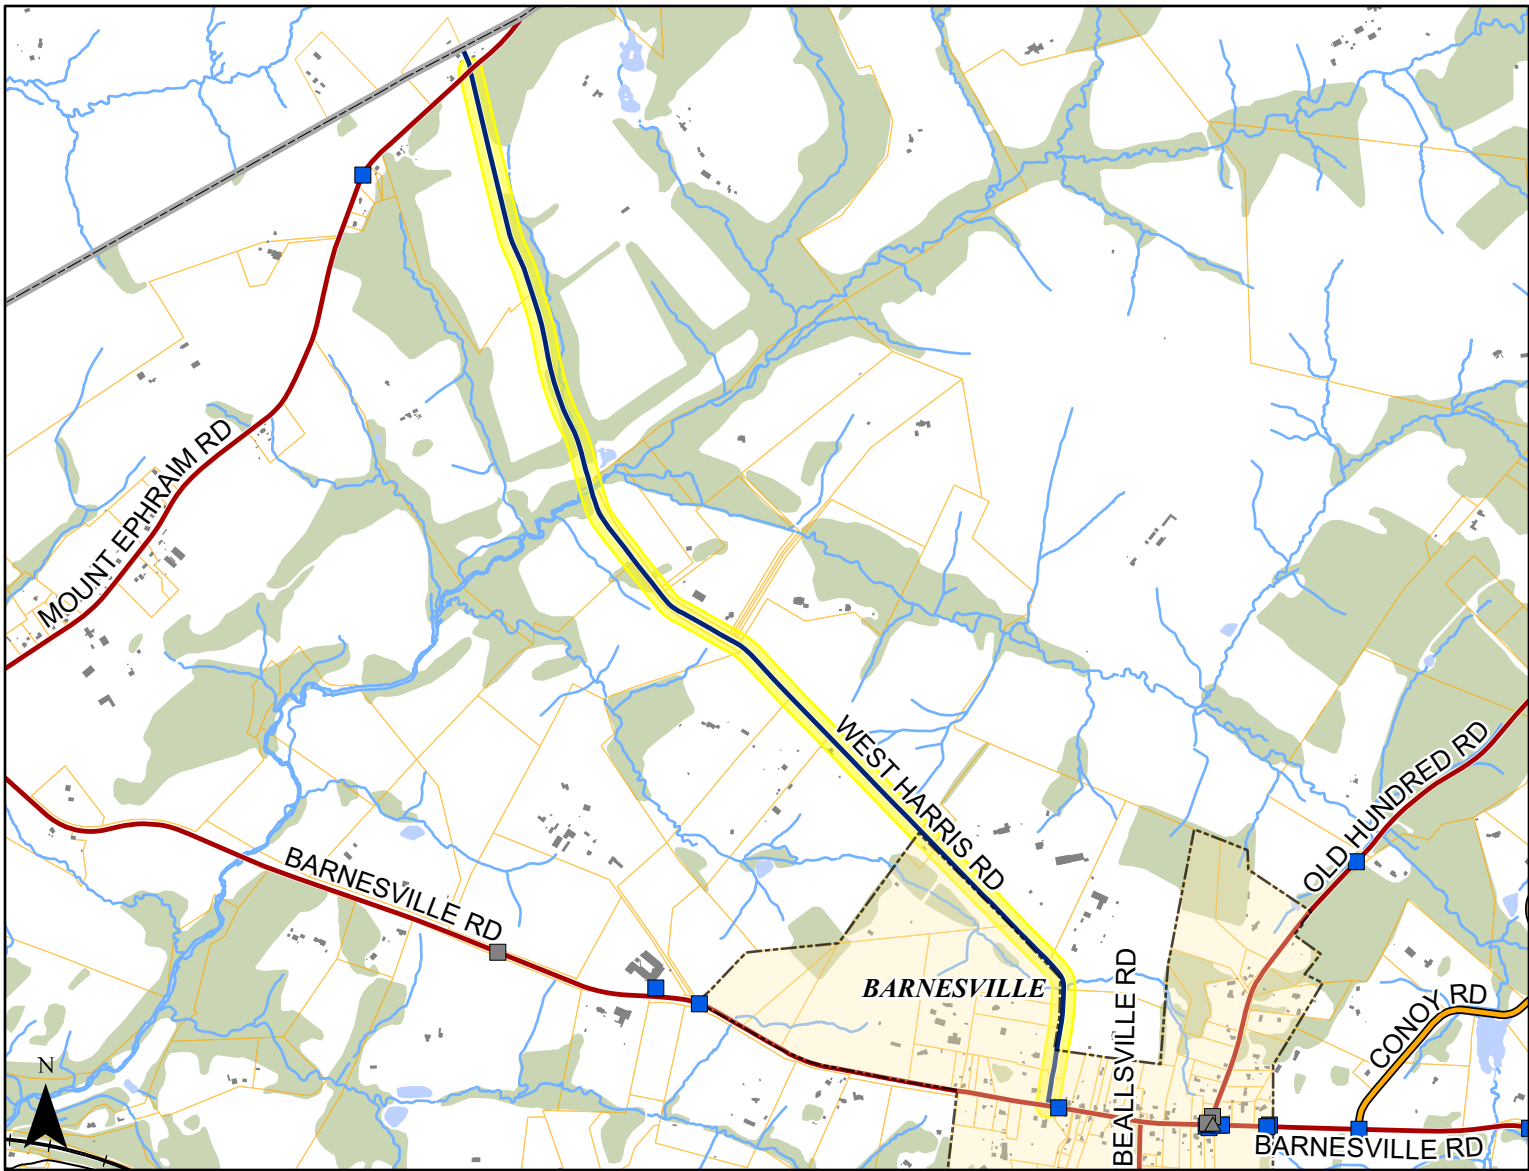 MOUNT EPHRAIM RD
WEST HARRIS RD
OLD HUNDRED RD
BARNESVILLE RD
BARNESVILLE
BEALLSVILLE RD
CONOY RD
N
BARNESVILLE RD